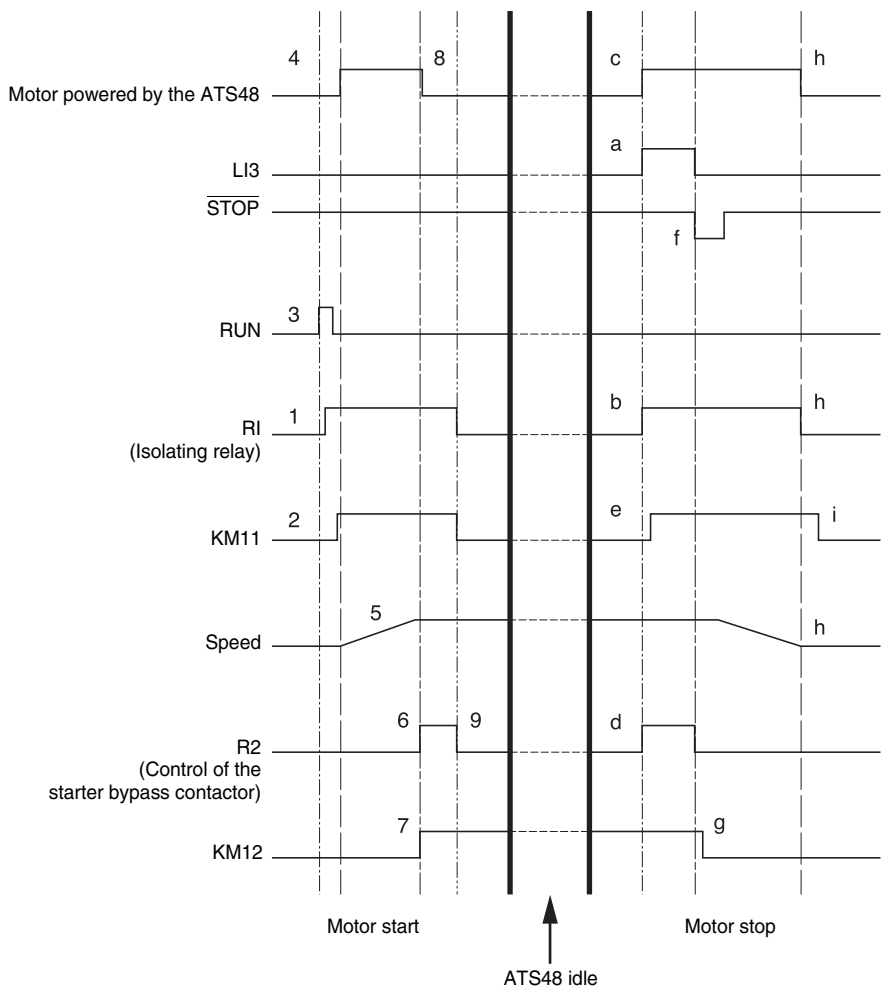 4 8 c h
Motor powered by the ATS48
a
LI3
STOP
f
3
RUN
1 b h
RI
(Isolating relay)
2 e i
KM11
5
Speed h
6 9 d
R2
(Control of the
starter bypass contactor)
7 g
KM12
Motor start Motor stop
ATS48 idle